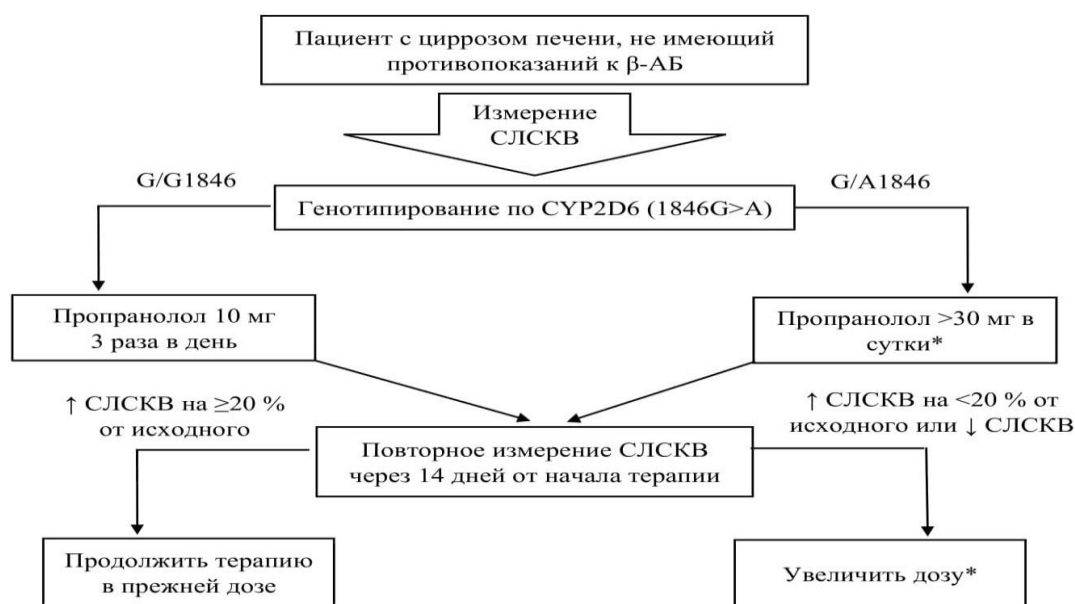 Пациент с циррозом печени, не имеющий
противопоказаний к β-АБ
Измерение
СЛСКВ
G/G1846
G/A1846
Генотипирование по CYP2D6 (1846G>A)
Пропранолол 10 мг
3 раза в день
Пропранолол >30 мг в
сутки*
↑ СЛСКВ на ≥20 %
от исходного
↑ СЛСКВ на <20 % от
исходного или ↓ СЛСКВ
Повторное измерение СЛСКВ
через 14 дней от начала терапии
Продолжить терапию
в прежней дозе
Увеличить дозу*